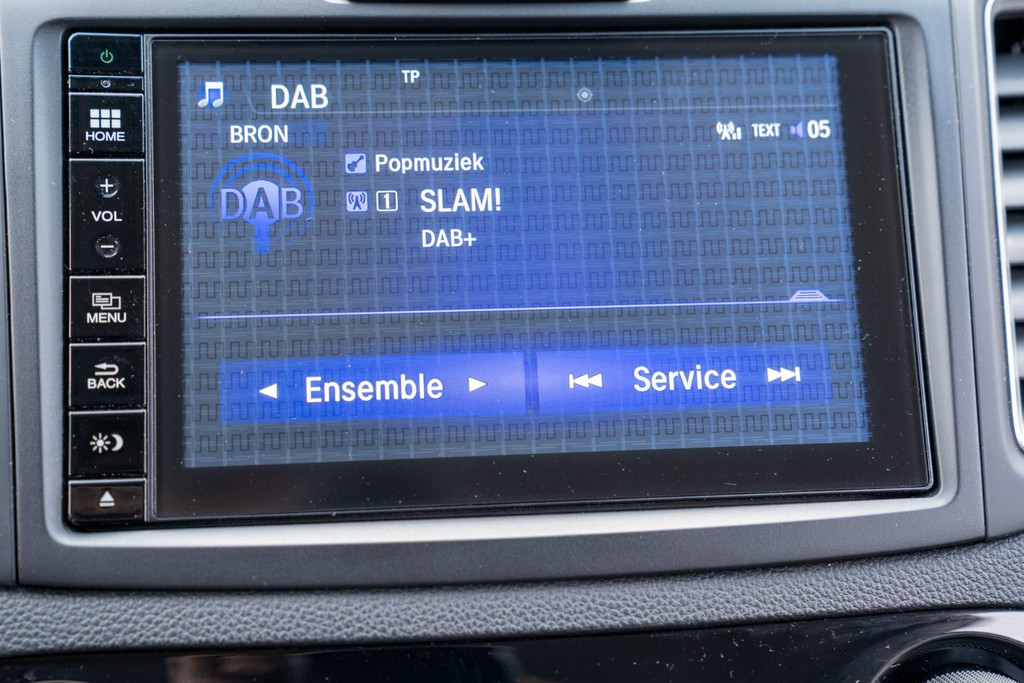 TP
DAB
BRON
TEXT 05
Popmuziek
DAB
1 SLAM!
DAB+
Ensemble
Service
HOME
+
VOL
−
MENU
BACK